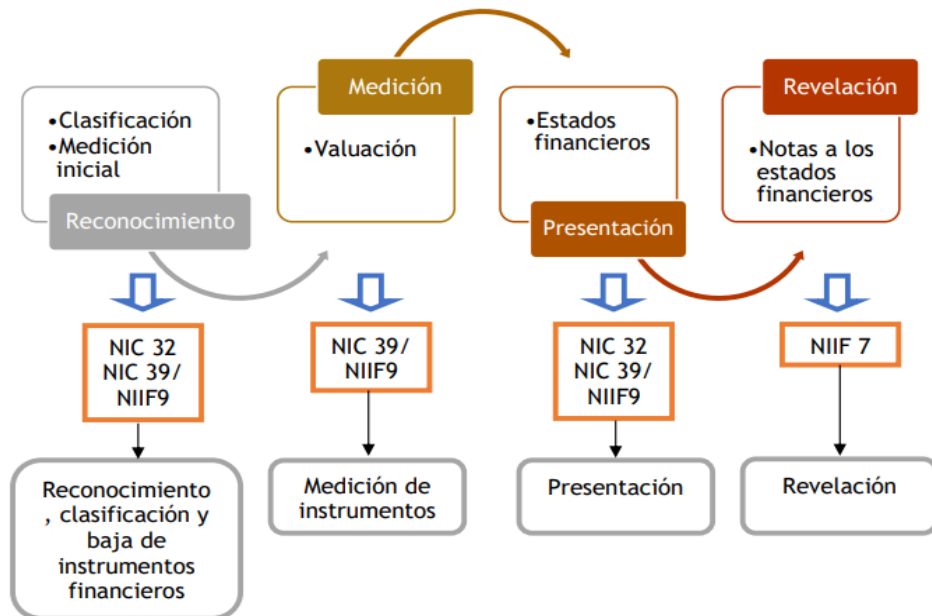 •Clasificación
•Medición
inicial
Reconocimiento
Medición
•Valuación
•Estados
financieros
Presentación
Revelación
•Notas a los
estados
financieros
NIC 32
NIC 39/
NIIF9
NIC 39/
NIIF9
NIC 32
NIC 39/
NIIF9
NIIF 7
Reconocimiento
, clasificación y
baja de
instrumentos
financieros
Medición de
instrumentos
Presentación
Revelación